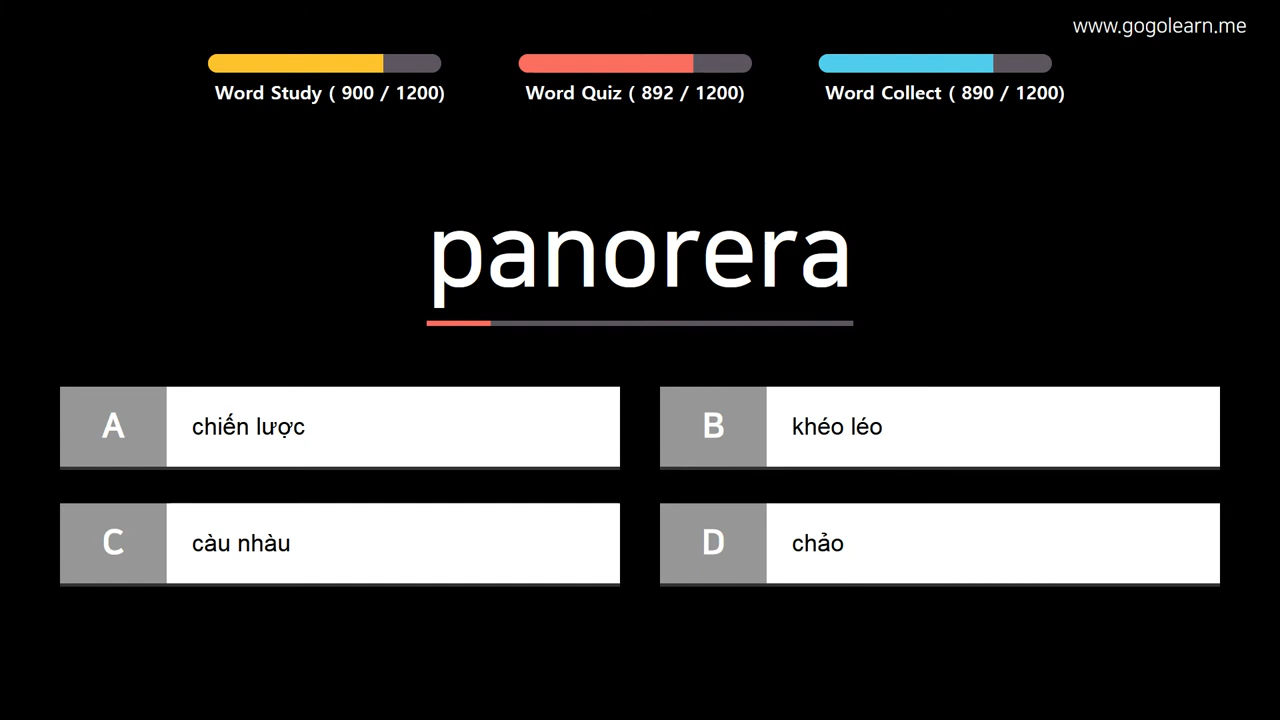 www.gogolearn.me
Word Study ( 900 / 1200)
Word Quiz ( 892 / 1200)
Word Collect ( 890 / 1200)
panorera
A chiến lược
B khéo léo
C càu nhàu
D chảo